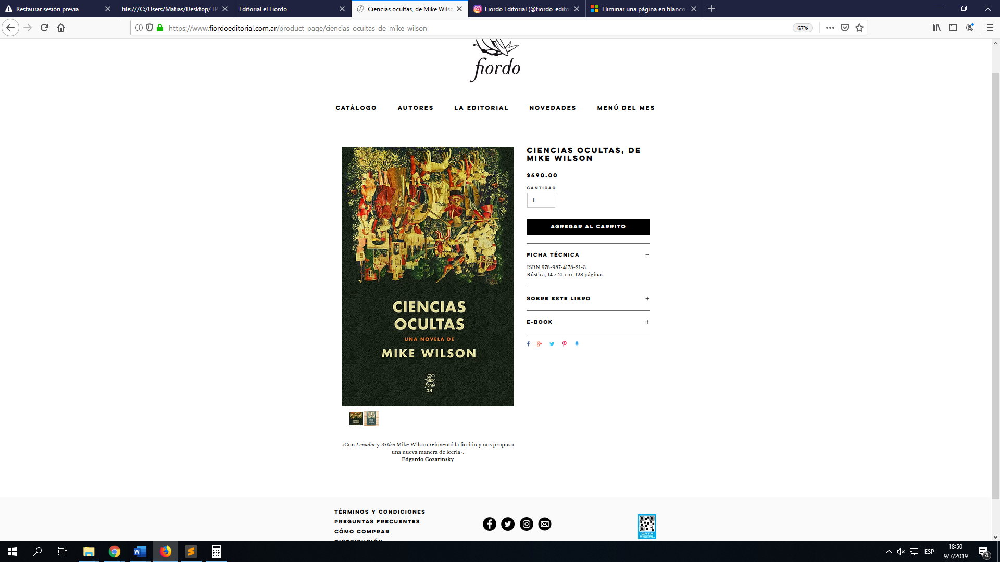 Restaurar sesión previa
file:///C:/Users/Matias/Desktop/TP
Editorial el Fiordo
Ciencias ocultas, de Mike Wilso
Fiordo Editorial (@fiordo_edito
Eliminar una página en blanco
https://www.fiordoeditorial.com.ar/product-page/ciencias-ocultas-de-mike-wilson
67%
fiordo
CATÁLOGO
AUTORES
LA EDITORIAL
NOVEDADES
MENÚ DEL MES
CIENCIAS OCULTAS, DE
MIKE WILSON
$490.00
CANTIDAD
1
AGREGAR AL CARRITO
FICHA TÉCNICA
ISBN 978-987-4178-21-3
Rústica, 14 × 21 cm, 128 páginas
SOBRE ESTE LIBRO
E-BOOK
CIENCIAS
OCULTAS
UNA NOVELA DE
MIKE WILSON
fiordo
24
«Con Leñador y Ártico Mike Wilson reinventó la ficción y nos propuso
una nueva manera de leerla».
Edgardo Cozarinsky
TÉRMINOS Y CONDICIONES
PREGUNTAS FRECUENTES
CÓMO COMPRAR
DISTRIBUCIÓN
DATA
FISCAL
ESP
18:50
9/7/2019
4